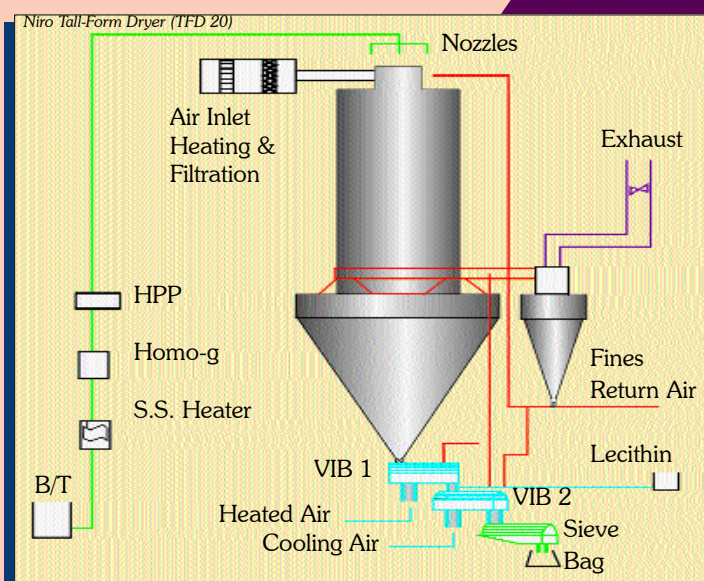 Niro Tall-Form Dryer (TFD 20)
Nozzles
Air Inlet
Heating &
Filtration
Exhaust
HPP
Homo-g
S.S. Heater
B/T
Fines
Return Air
Lecithin
VIB 1
VIB 2
Heated Air
Cooling Air
Sieve
Bag